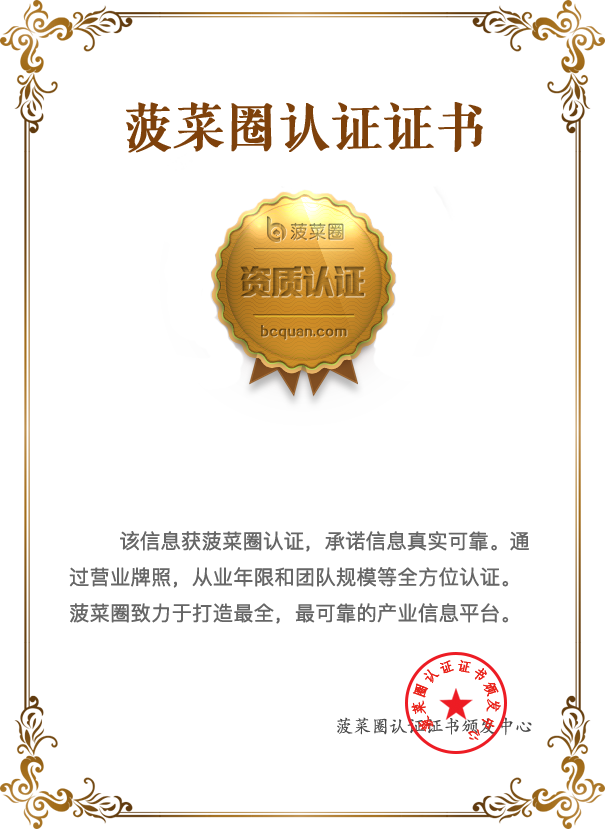 菠菜圈认证证书
菠菜圈
资质认证
bcquan.com
该信息获菠菜圈认证，承诺信息真实可靠。通
过营业牌照，从业年限和团队规模等全方位认证。
菠菜圈致力于打造最全，最可靠的产业信息平台。
菠菜圈认证证书颁发中心
菠菜圈认证证书颁发中心